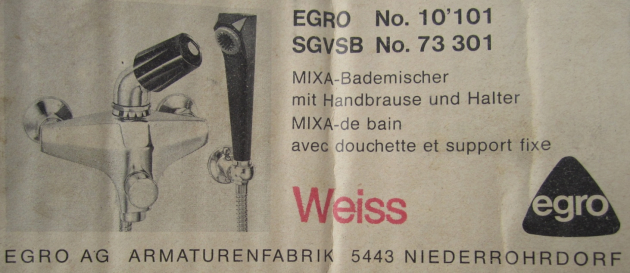 EGRO No. 10'101
SGVSB No. 73 301
MIXA-Bademischer
mit Handbrause und Halter
MIXA-de bain
avec douchette et support fixe
Weiss
egro
EGRO AG ARMATURENFABRIK 5443 NIEDERROHRDORF